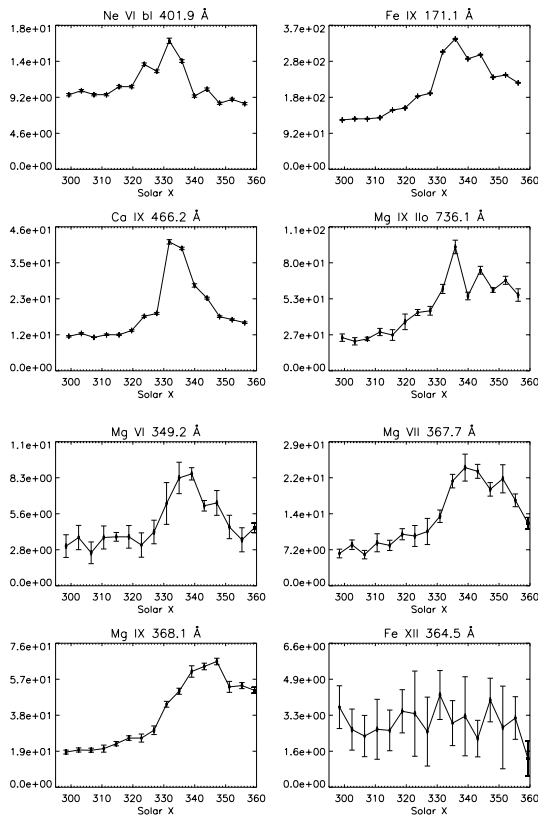 Ne VI bl 401.9 Å
1.8e+01
1.4e+01
9.2e+00
4.6e+00
0.0e+00
300 310 320 330 340 350 360
Solar X
Fe IX 171.1 Å
3.7e+02
2.8e+02
1.8e+02
9.2e+01
0.0e+00
300 310 320 330 340 350 360
Solar X
Ca IX 466.2 Å
4.6e+01
3.5e+01
2.3e+01
1.2e+01
0.0e+00
300 310 320 330 340 350 360
Solar X
Mg IX IIo 736.1 Å
1.1e+02
8.0e+01
5.3e+01
2.7e+01
0.0e+00
300 310 320 330 340 350 360
Solar X
Mg VI 349.2 Å
1.1e+01
8.3e+00
5.6e+00
2.8e+00
0.0e+00
300 310 320 330 340 350 360
Solar X
Mg VII 367.7 Å
2.9e+01
2.2e+01
1.4e+01
7.2e+00
0.0e+00
300 310 320 330 340 350 360
Solar X
Mg IX 368.1 Å
7.6e+01
5.7e+01
3.8e+01
1.9e+01
0.0e+00
300 310 320 330 340 350 360
Solar X
Fe XII 364.5 Å
6.6e+00
4.9e+00
3.3e+00
1.6e+00
0.0e+00
300 310 320 330 340 350 360
Solar X